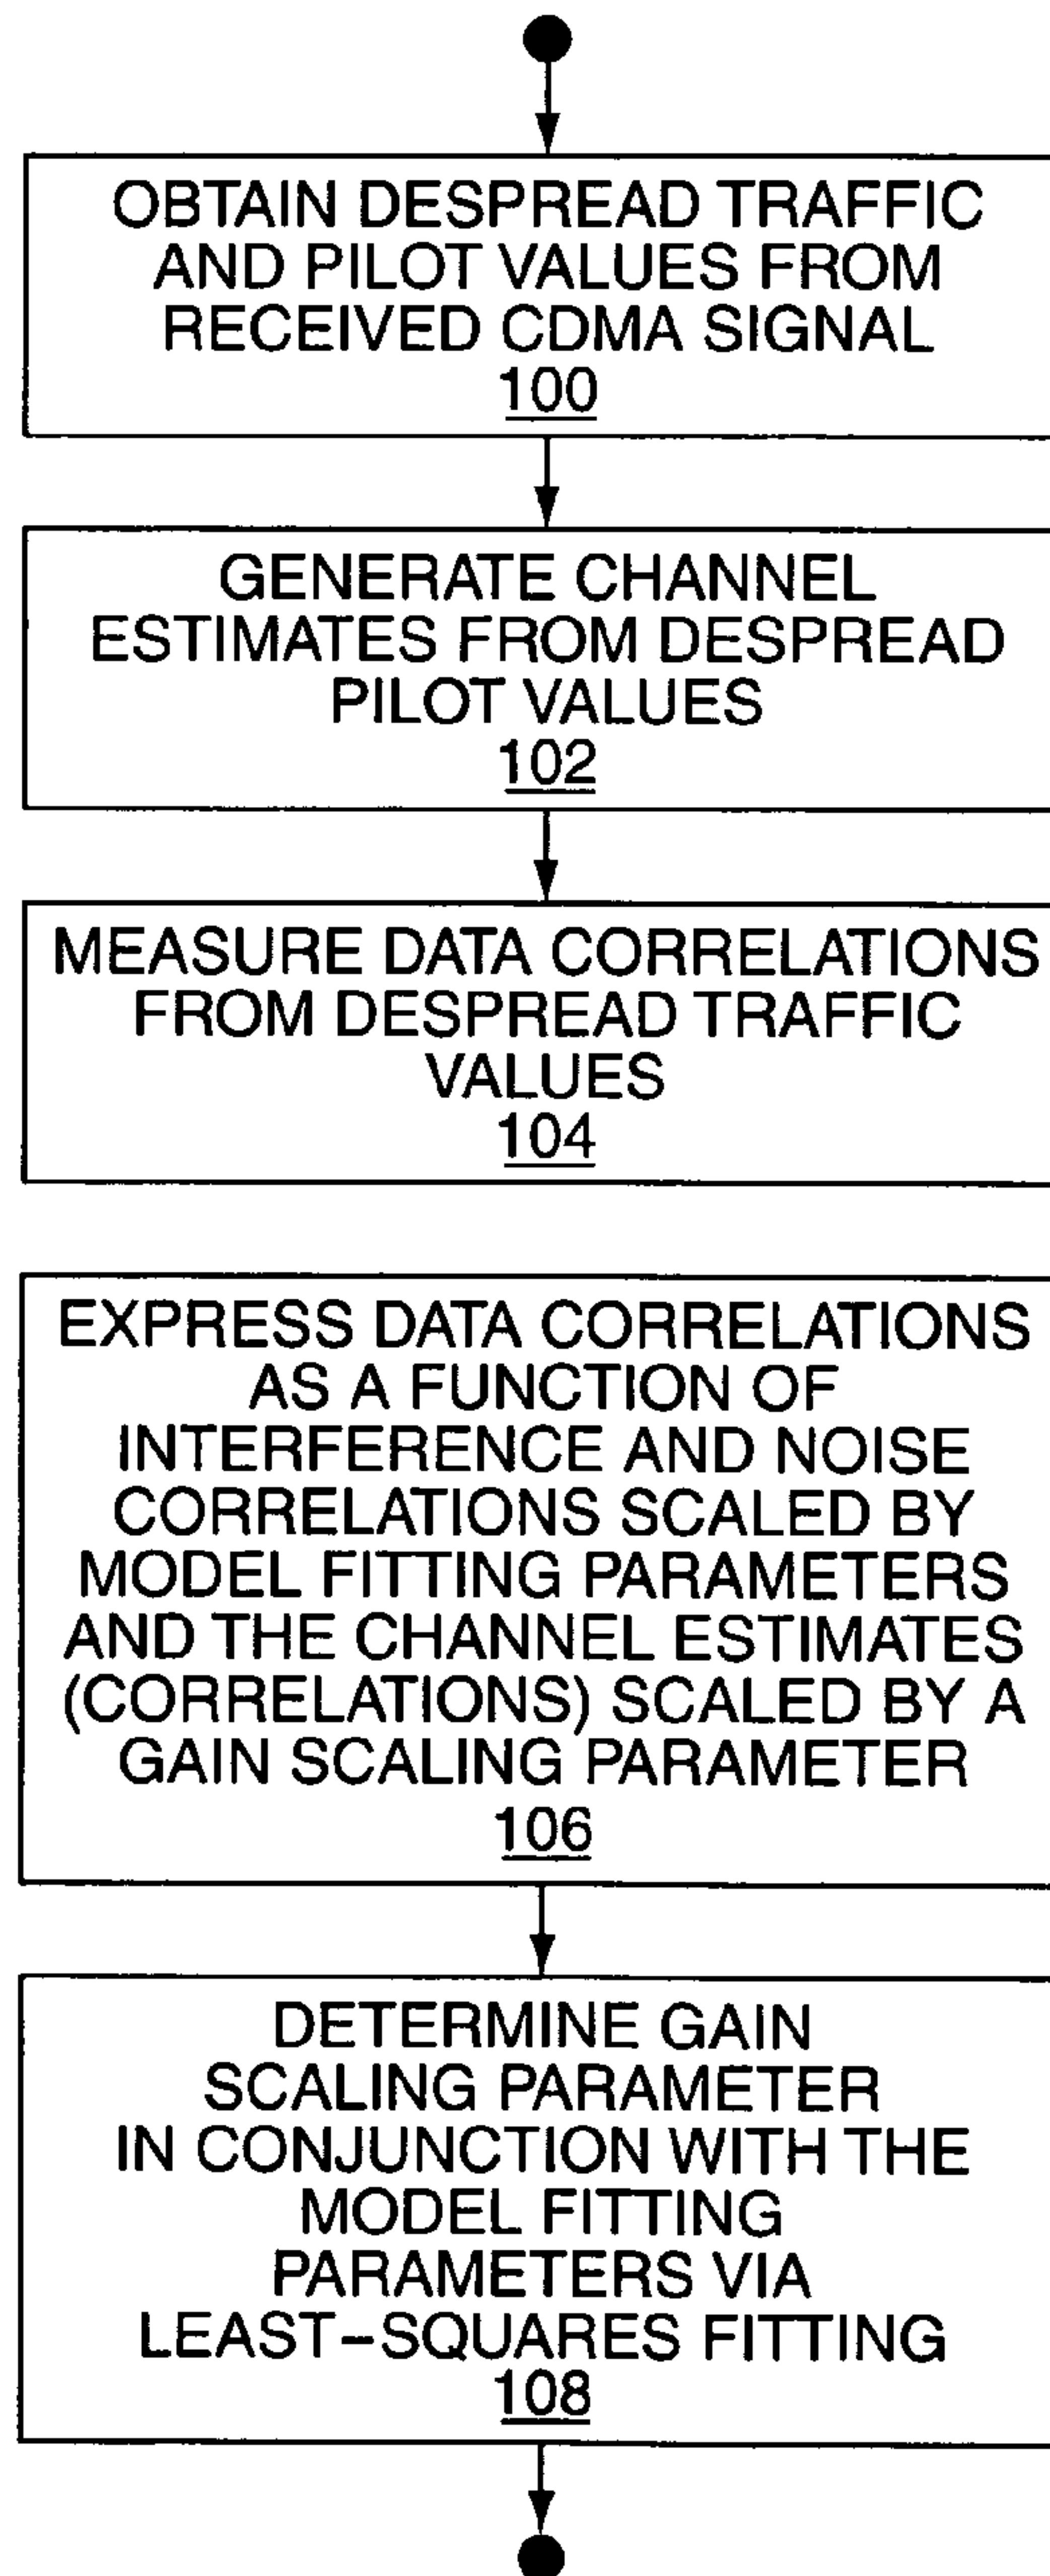 OBTAIN DESPREAD TRAFFIC
AND PILOT VALUES FROM
RECEIVED CDMA SIGNAL
100
GENERATE CHANNEL
ESTIMATES FROM DESPREAD
PILOT VALUES
102
MEASURE DATA CORRELATIONS
FROM DESPREAD TRAFFIC
VALUES
104
EXPRESS DATA CORRELATIONS
AS A FUNCTION OF
INTERFERENCE AND NOISE
CORRELATIONS SCALED BY
MODEL FITTING PARAMETERS
AND THE CHANNEL ESTIMATES
(CORRELATIONS) SCALED BY A
GAIN SCALING PARAMETER
106
DETERMINE GAIN
SCALING PARAMETER
IN CONJUNCTION WITH THE
MODEL FITTING
PARAMETERS VIA
LEAST-SQUARES FITTING
108